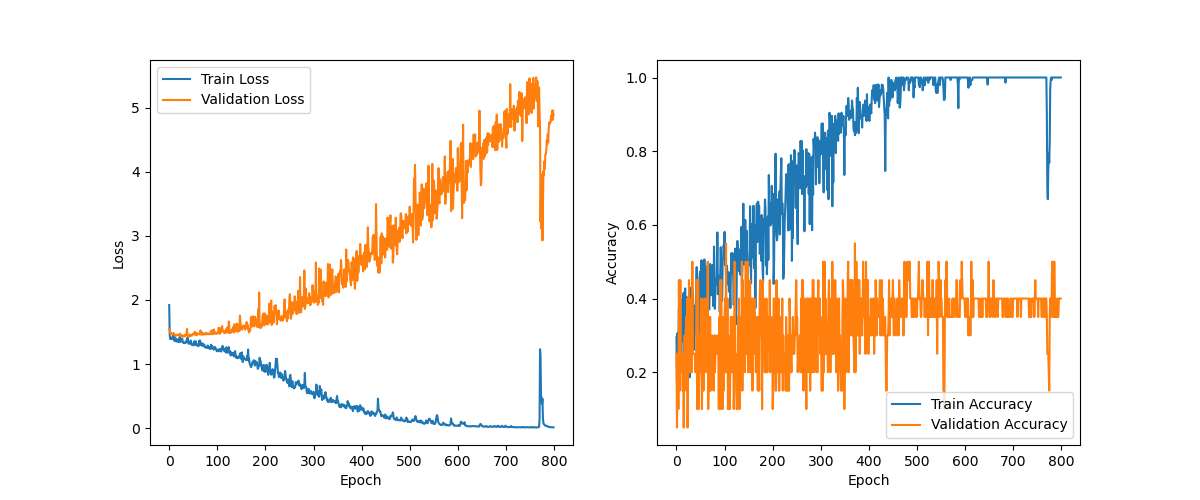 Train Loss
Validation Loss
5
4
3
2
1
0
Loss
0 100 200 300 400 500 600 700 800
Epoch
1.0
0.8
0.6
0.4
0.2
Accuracy
Train Accuracy
Validation Accuracy
0 100 200 300 400 500 600 700 800
Epoch